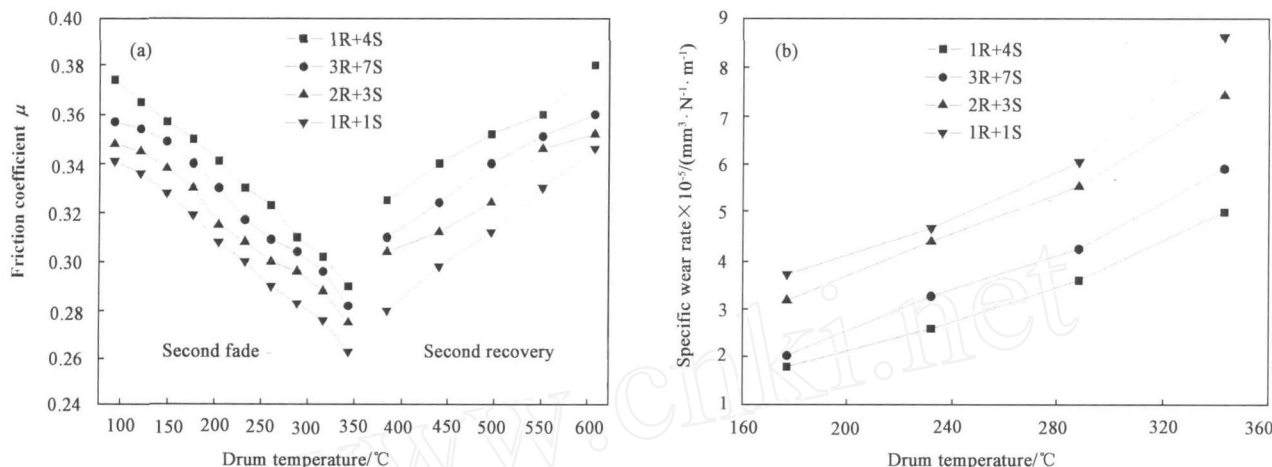 0.40
0.38
0.36
0.34
0.32
0.30
0.28
0.26
0.24
Friction coefficient μ
(a)
1R+4S
3R+7S
2R+3S
1R+1S
Second fade
Second recovery
100 150 200 250 300 350 400 450 500 550 600
Drum temperature/℃
9
8
7
6
5
4
3
2
1
Specific wear rate×10⁻⁵/(mm³·N⁻¹·m⁻¹)
(b)
1R+4S
3R+7S
2R+3S
1R+1S
160 200 240 280 320 360
Drum temperature/℃
www.cnki.net